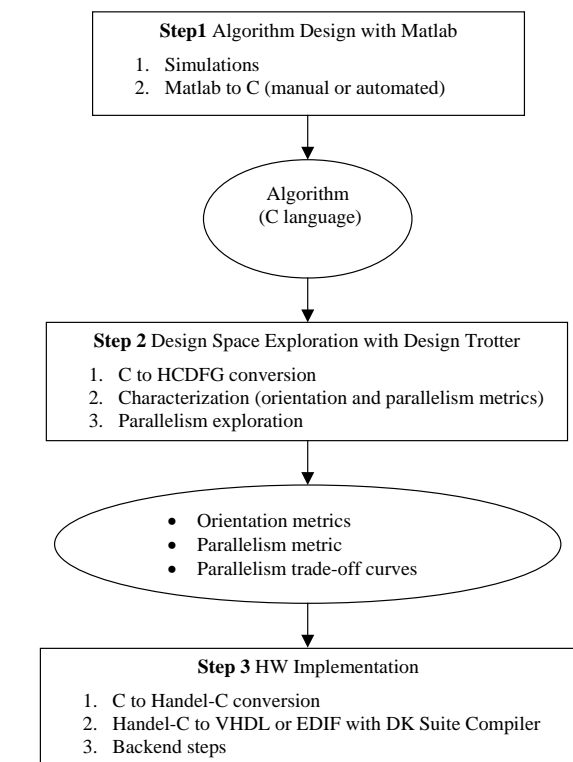 Step1 Algorithm Design with Matlab
1. Simulations
2. Matlab to C (manual or automated)
Algorithm
(C language)
Step 2 Design Space Exploration with Design Trotter
1. C to HCDFG conversion
2. Characterization (orientation and parallelism metrics)
3. Parallelism exploration
• Orientation metrics
• Parallelism metric
• Parallelism trade-off curves
Step 3 HW Implementation
1. C to Handel-C conversion
2. Handel-C to VHDL or EDIF with DK Suite Compiler
3. Backend steps